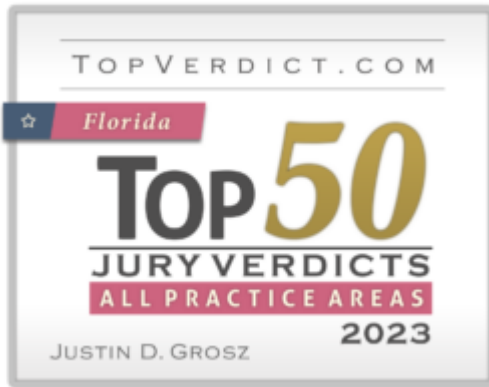 TOPVERDICT.COM
Florida
TOP 50
JURY VERDICTS
ALL PRACTICE AREAS
2023
JUSTIN D. GROSZ